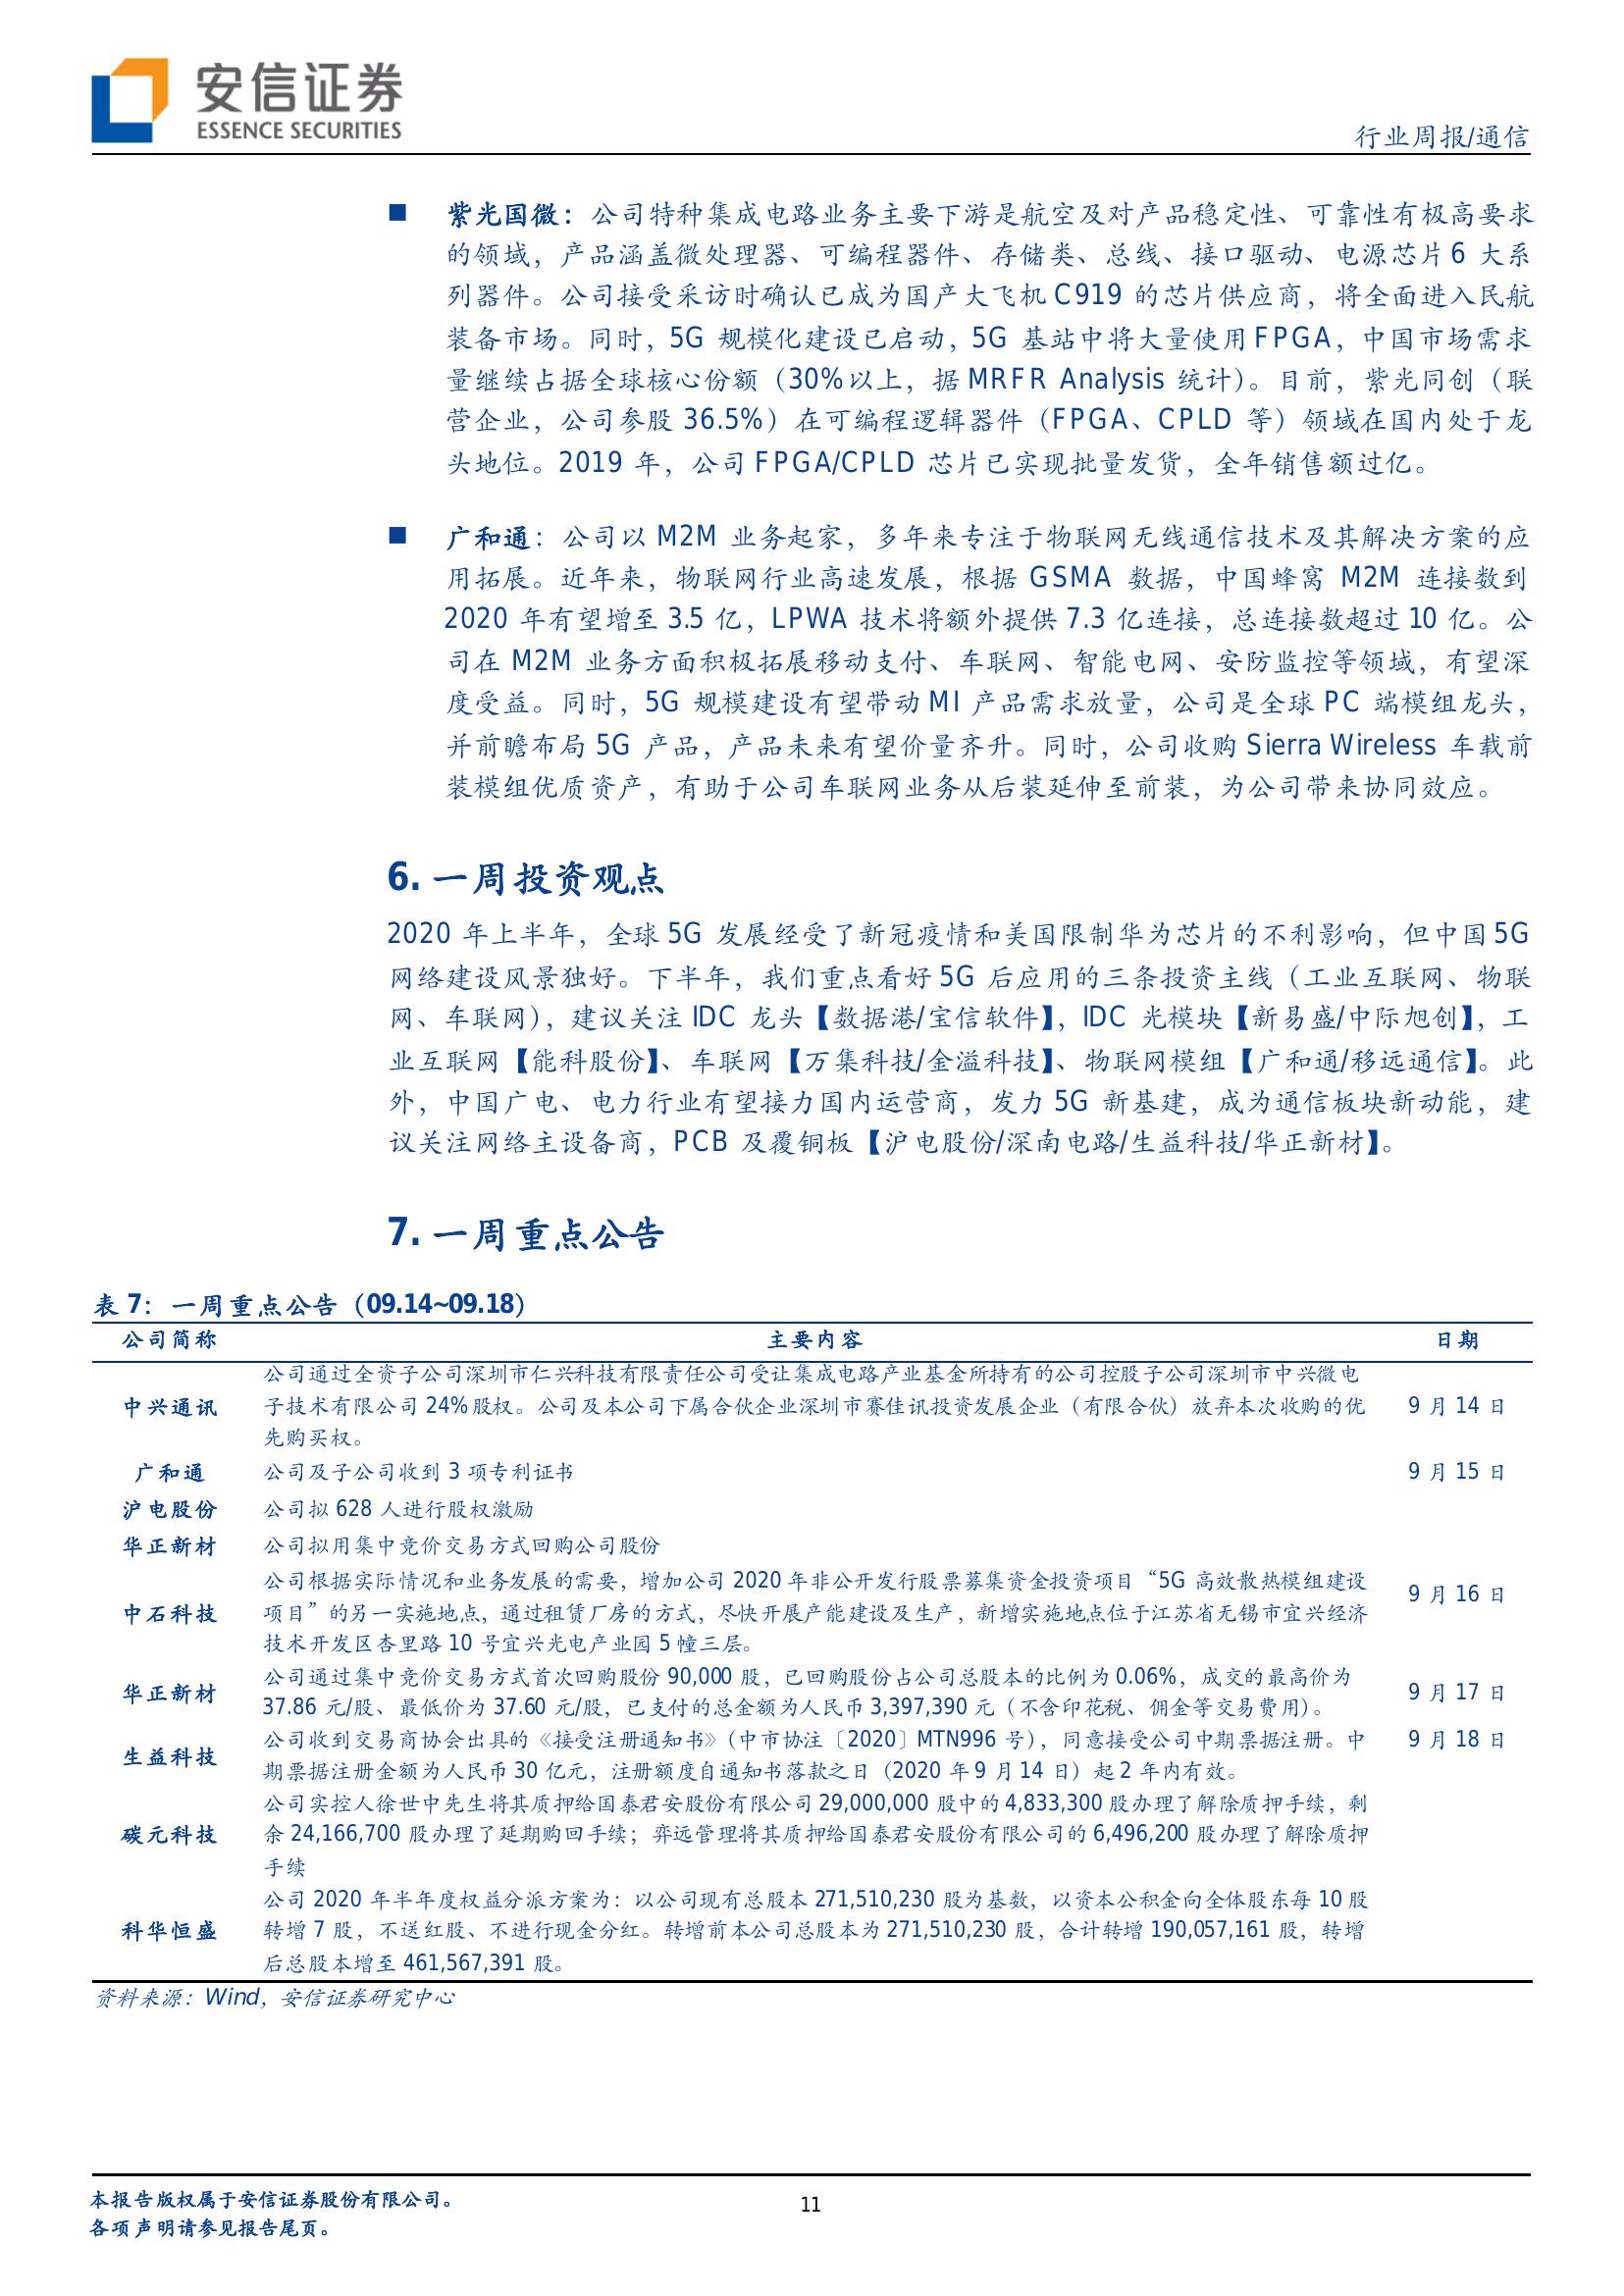 安信证券
ESSENCE SECURITIES
行业周报/通信
■ 紫光国微：公司特种集成电路业务主要下游是航空及对产品稳定性、可靠性有极高要求
的领域，产品涵盖微处理器、可编程器件、存储类、总线、接口驱动、电源芯片 6 大系
列器件。公司接受采访时确认已成为国产大飞机 C919 的芯片供应商，将全面进入民航
装备市场。同时，5G 规模化建设已启动，5G 基站中将大量使用 FPGA，中国市场需求
量继续占据全球核心份额（30%以上，据 MRFR Analysis 统计）。目前，紫光同创（联
营企业，公司参股 36.5%）在可编程逻辑器件（FPGA、CPLD 等）领域在国内处于龙
头地位。2019 年，公司 FPGA/CPLD 芯片已实现批量发货，全年销售额过亿。
■ 广和通：公司以 M2M 业务起家，多年来专注于物联网无线通信技术及其解决方案的应
用拓展。近年来，物联网行业高速发展，根据 GSMA 数据，中国蜂窝 M2M 连接数到
2020 年有望增至 3.5 亿，LPWA 技术将额外提供 7.3 亿连接，总连接数超过 10 亿。公
司在 M2M 业务方面积极拓展移动支付、车联网、智能电网、安防监控等领域，有望深
度受益。同时，5G 规模建设有望带动 MI 产品需求放量，公司是全球 PC 端模组龙头，
并前瞻布局 5G 产品，产品未来有望价量齐升。同时，公司收购 Sierra Wireless 车载前
装模组优质资产，有助于公司车联网业务从后装延伸至前装，为公司带来协同效应。
6. 一周投资观点
2020 年上半年，全球 5G 发展经受了新冠疫情和美国限制华为芯片的不利影响，但中国 5G
网络建设风景独好。下半年，我们重点看好 5G 后应用的三条投资主线（工业互联网、物联
网、车联网），建议关注 IDC 龙头【数据港/宝信软件】，IDC 光模块【新易盛/中际旭创】，工
业互联网【能科股份】、车联网【万集科技/金溢科技】、物联网模组【广和通/移远通信】。此
外，中国广电、电力行业有望接力国内运营商，发力 5G 新基建，成为通信板块新动能，建
议关注网络主设备商，PCB 及覆铜板【沪电股份/深南电路/生益科技/华正新材】。
7. 一周重点公告
表 7：一周重点公告（09.14~09.18）
公司简称 主要内容 日期
公司通过全资子公司深圳市仁兴科技有限责任公司受让集成电路产业基金所持有的公司控股子公司深圳市中兴微电
中兴通讯 子技术有限公司 24%股权。公司及本公司下属合伙企业深圳市赛佳讯投资发展企业（有限合伙）放弃本次收购的优 9 月 14 日
先购买权。
广和通 公司及子公司收到 3 项专利证书 9 月 15 日
沪电股份 公司拟 628 人进行股权激励
华正新材 公司拟用集中竞价交易方式回购公司股份
公司根据实际情况和业务发展的需要，增加公司 2020 年非公开发行股票募集资金投资项目“5G 高效散热模组建设 9 月 16 日
中石科技 项目”的另一实施地点，通过租赁厂房的方式，尽快开展产能建设及生产，新增实施地点位于江苏省无锡市宜兴经济
技术开发区杏里路 10 号宜兴光电产业园 5 幢三层。
华正新材 公司通过集中竞价交易方式首次回购股份 90,000 股，已回购股份占公司总股本的比例为 0.06%，成交的最高价为 9 月 17 日
37.86 元/股、最低价为 37.60 元/股，已支付的总金额为人民币 3,397,390 元（不含印花税、佣金等交易费用）。
生益科技 公司收到交易商协会出具的《接受注册通知书》（中市协注〔2020〕MTN996 号），同意接受公司中期票据注册。中 9 月 18 日
期票据注册金额为人民币 30 亿元，注册额度自通知书落款之日（2020 年 9 月 14 日）起 2 年内有效。
公司实控人徐世中先生将其质押给国泰君安股份有限公司 29,000,000 股中的 4,833,300 股办理了解除质押手续，剩
碳元科技 余 24,166,700 股办理了延期购回手续；弈远管理将其质押给国泰君安股份有限公司的 6,496,200 股办理了解除质押
手续
公司 2020 年半年度权益分派方案为：以公司现有总股本 271,510,230 股为基数，以资本公积金向全体股东每 10 股
科华恒盛 转增 7 股，不送红股、不进行现金分红。转增前本公司总股本为 271,510,230 股，合计转增 190,057,161 股，转增
后总股本增至 461,567,391 股。
资料来源：Wind，安信证券研究中心
本报告版权属于安信证券股份有限公司。
各项声明请参见报告尾页。
11